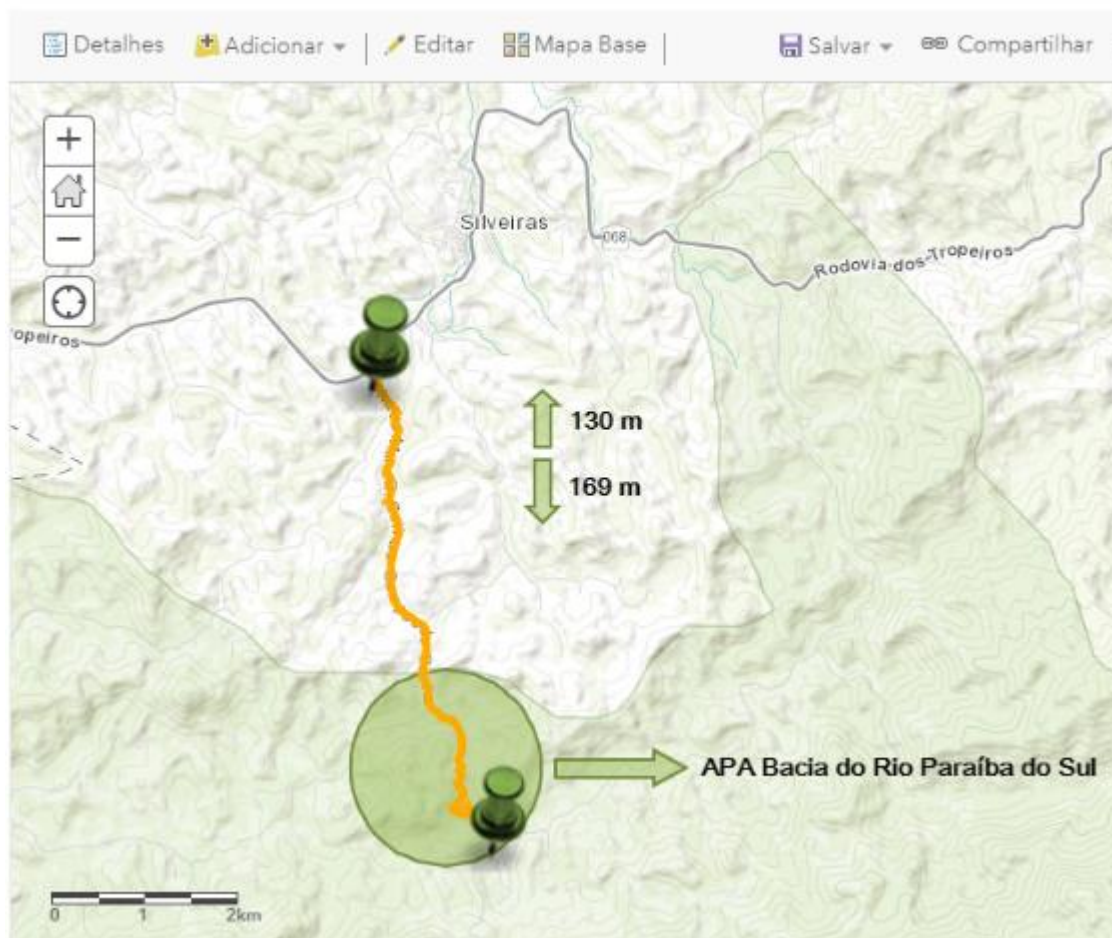 Detalhes Adicionar Editar Mapa Base Salvar Compartilhar
+
Silveiras
068
Rodovia-dos-Tropeiros
−
ropeiros
130 m
169 m
APA Bacia do Rio Paraíba do Sul
0 1 2km